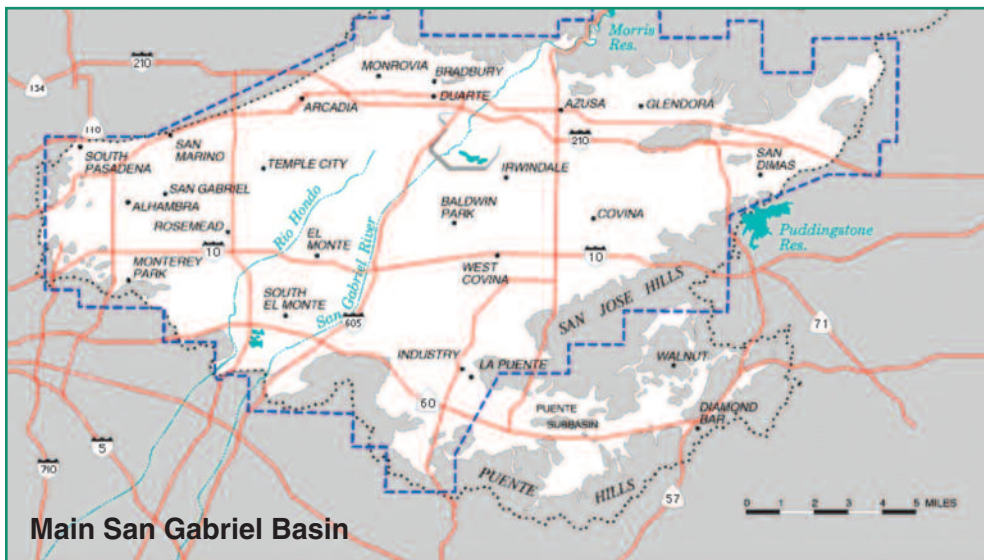 Morris
Res.
210
134
MONROVIA
BRADBURY
DUARTE
ARCADIA
AZUSA
GLENDORA
110
SOUTH
PASADENA
SAN
MARINO
210
TEMPLE CITY
IRWINDALE
SAN
DIMAS
SAN GABRIEL
ALHAMBRA
ROSEMEAD
Rio Hondo
BALDWIN
PARK
COVINA
Puddingstone
Res.
10
EL
MONTE
San Gabriel River
WEST
COVINA
10
MONTEREY
PARK
SOUTH
EL MONTE
605
SAN JOSE HILLS
71
INDUSTRY
LA PUENTE
WALNUT
60
PUENTE
SUBBASIN
DIAMOND
BAR
5
710
PUENTE HILLS
57
0 1 2 3 4 5 MILES
Main San Gabriel Basin